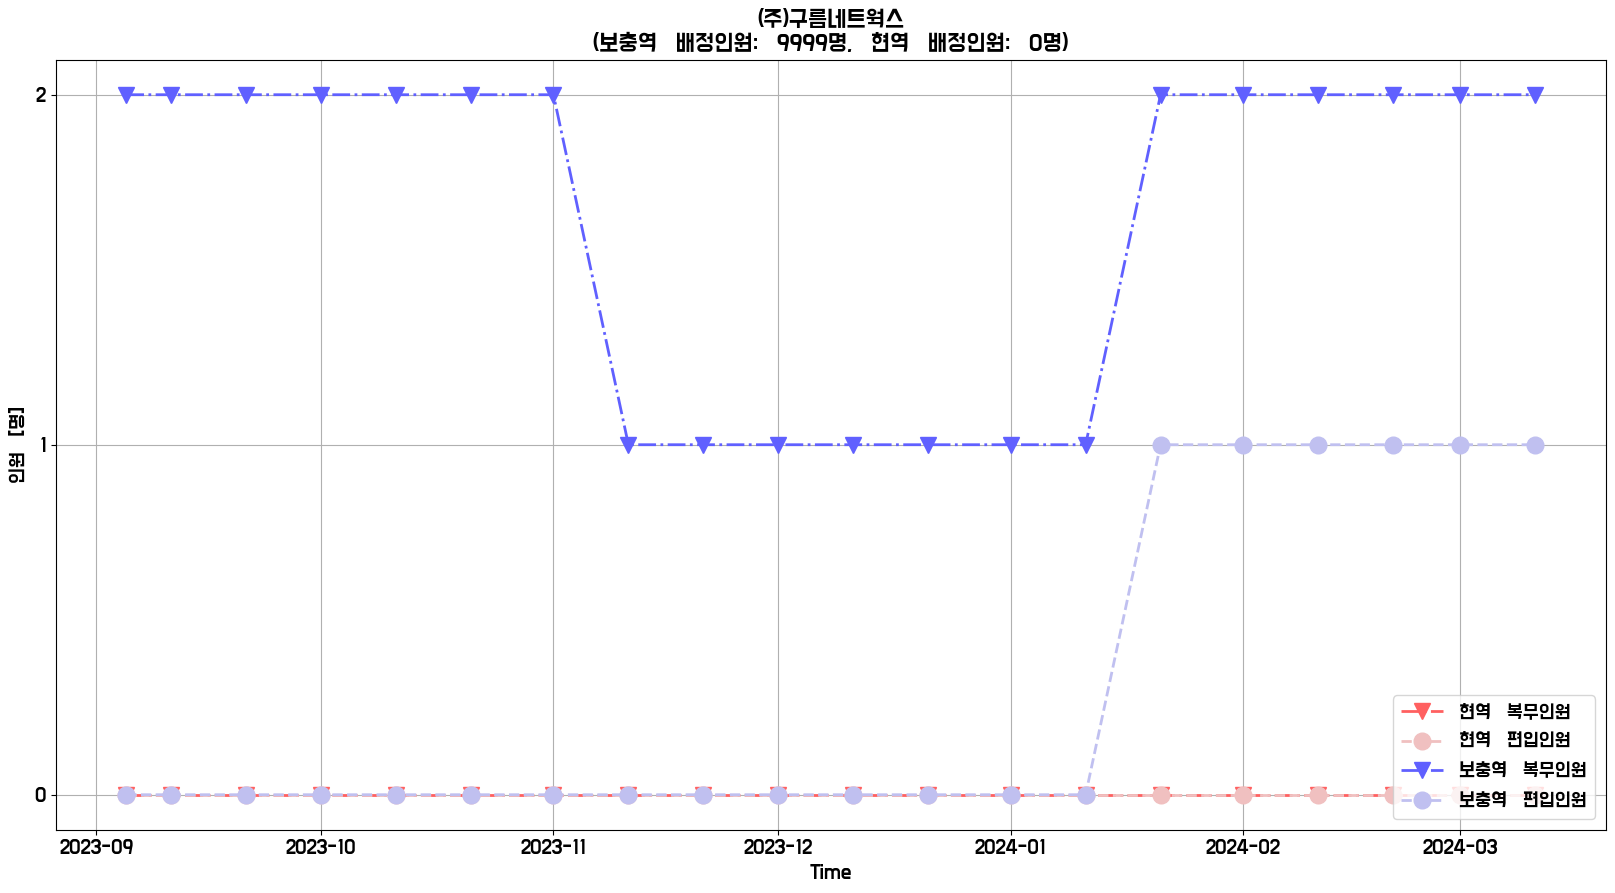 (주)구름네트웍스
(보충역 배정인원: 9999명, 현역 배정인원: 0명)
2
1
0
인원 [명]
2023-09
2023-10
2023-11
2023-12
2024-01
2024-02
2024-03
Time
현역 복무인원
현역 편입인원
보충역 복무인원
보충역 편입인원